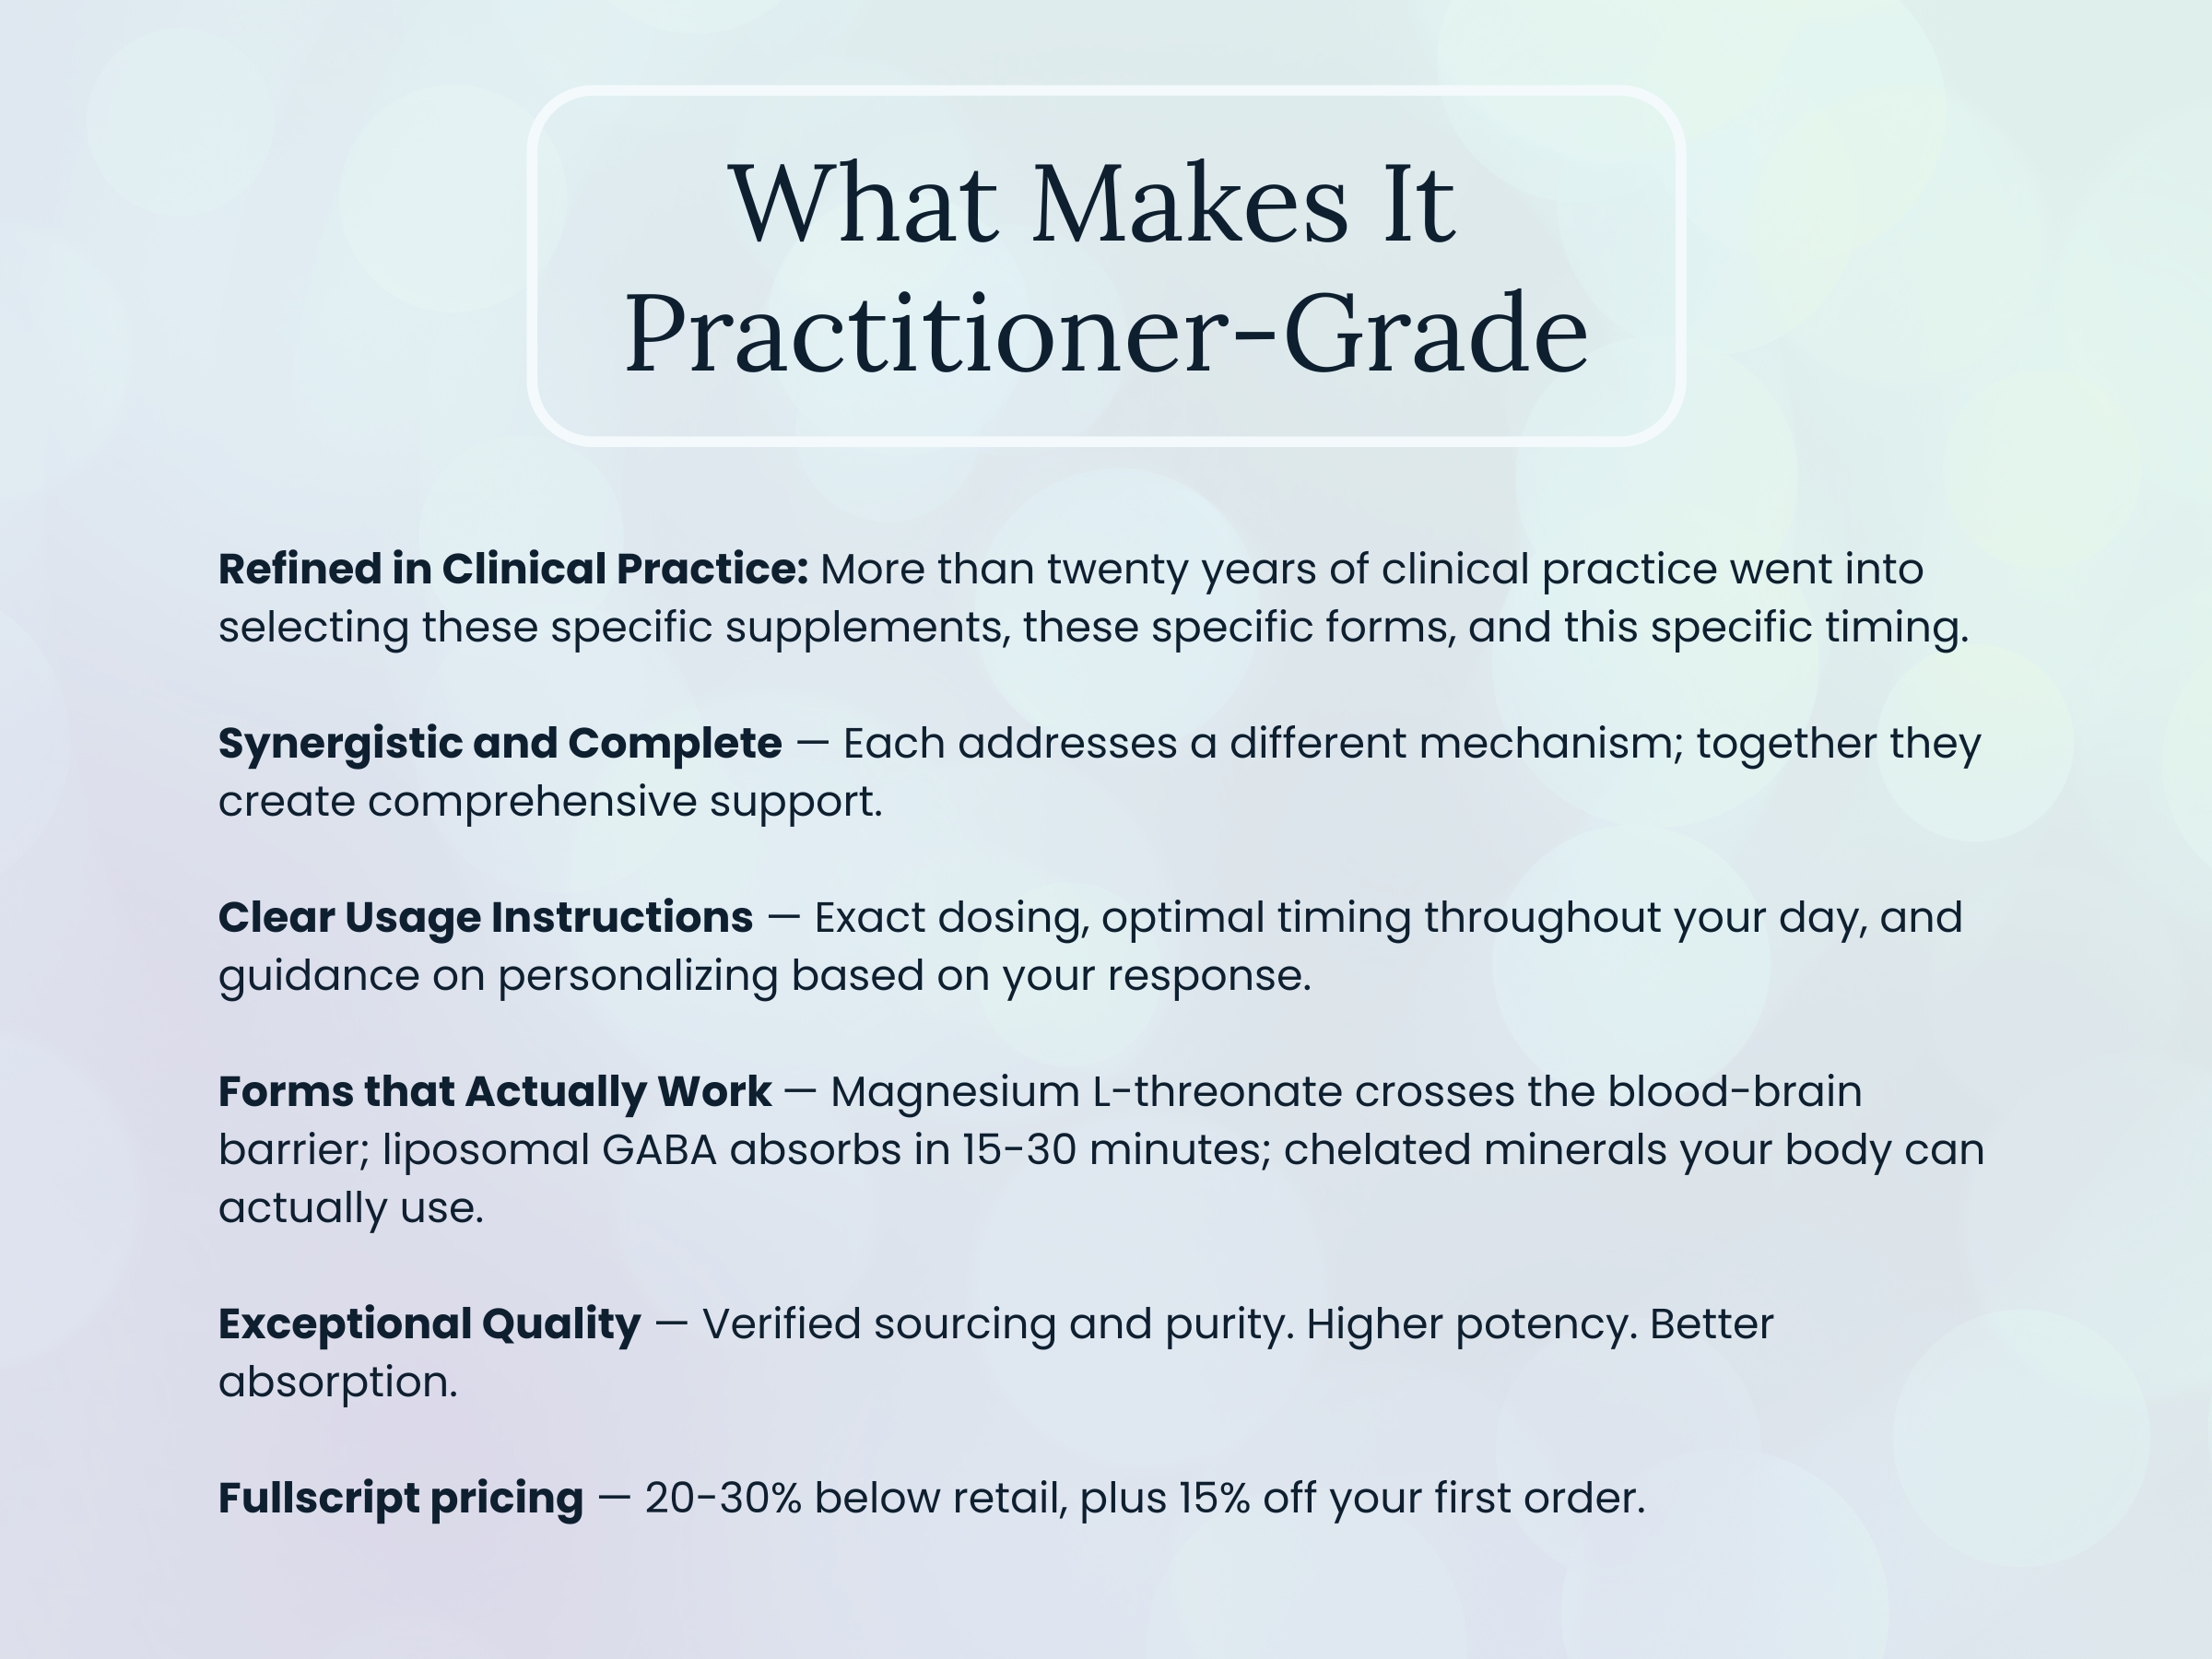 What Makes It
Practitioner-Grade
Refined in Clinical Practice: More than twenty years of clinical practice went into
selecting these specific supplements, these specific forms, and this specific timing.
Synergistic and Complete — Each addresses a different mechanism; together they
create comprehensive support.
Clear Usage Instructions — Exact dosing, optimal timing throughout your day, and
guidance on personalizing based on your response.
Forms that Actually Work — Magnesium L-threonate crosses the blood-brain
barrier; liposomal GABA absorbs in 15-30 minutes; chelated minerals your body can
actually use.
Exceptional Quality — Verified sourcing and purity. Higher potency. Better
absorption.
Fullscript pricing — 20-30% below retail, plus 15% off your first order.